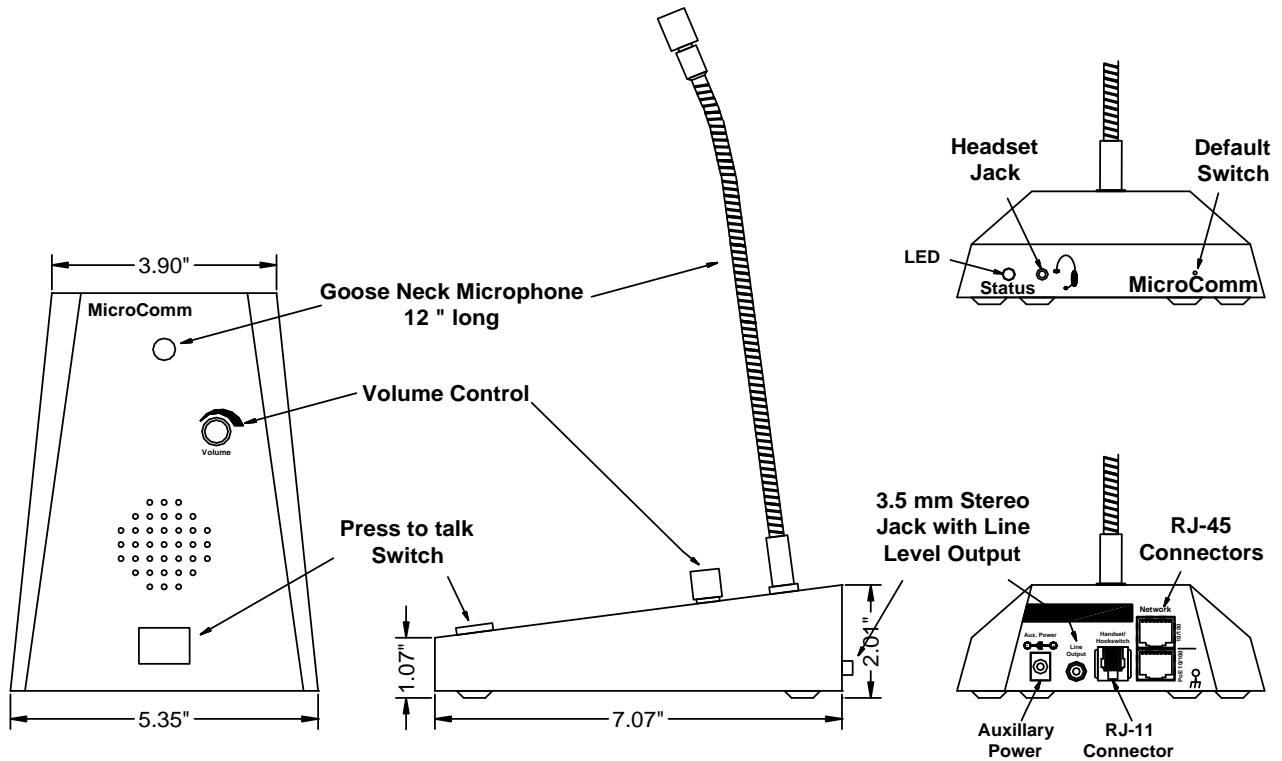 3.90"
MicroComm
Volume
5.35"
Goose Neck Microphone
12 " long
Volume Control
Press to talk
Switch
1.07"
7.07"
2.01"
Headset
Jack
Default
Switch
LED
Status
MicroComm
3.5 mm Stereo
Jack with Line
Level Output
RJ-45
Connectors
Network
Aux. Power
Line
Output
Handset/
Hookswitch
10/100
PoE 10/100
Auxillary
Power
RJ-11
Connector